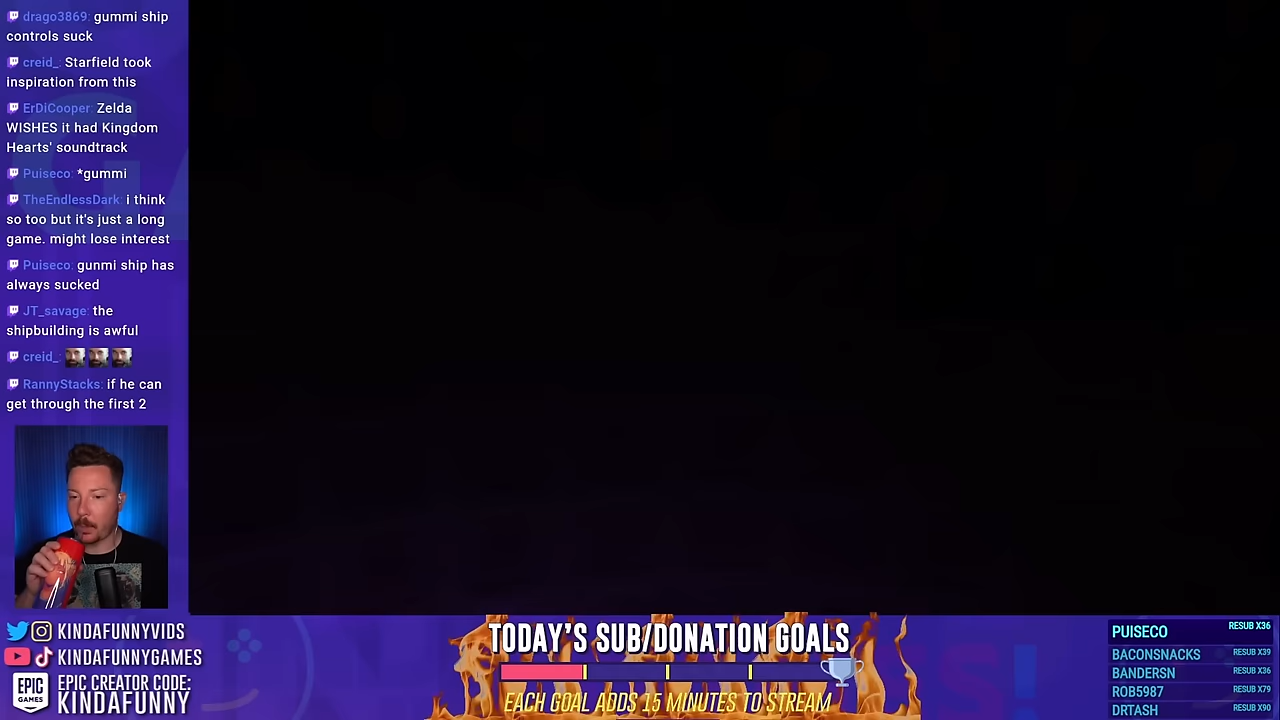 drago3869: gummi ship
controls suck
creid_: Starfield took
inspiration from this
ErDiCooper: Zelda
WISHES it had Kingdom
Hearts' soundtrack
Puiseco: *gummi
TheEndlessDark: i think
so too but it's just a long
game. might lose interest
Puiseco: gunmi ship has
always sucked
JT_savage: the
shipbuilding is awful
creid_:
RannyStacks: if he can
get through the first 2
KINDAFUNNYVIDS
KINDAFUNNYGAMES
EPIC GAMES
EPIC CREATOR CODE:
KINDAFUNNY
TODAY'S SUB/DONATION GOALS
EACH GOAL ADDS 15 MINUTES TO STREAM
PUISECO RESUB X36
BACONSNACKS RESUB X39
BANDERSN RESUB X36
ROB5987 RESUB X79
DRTASH RESUB X90